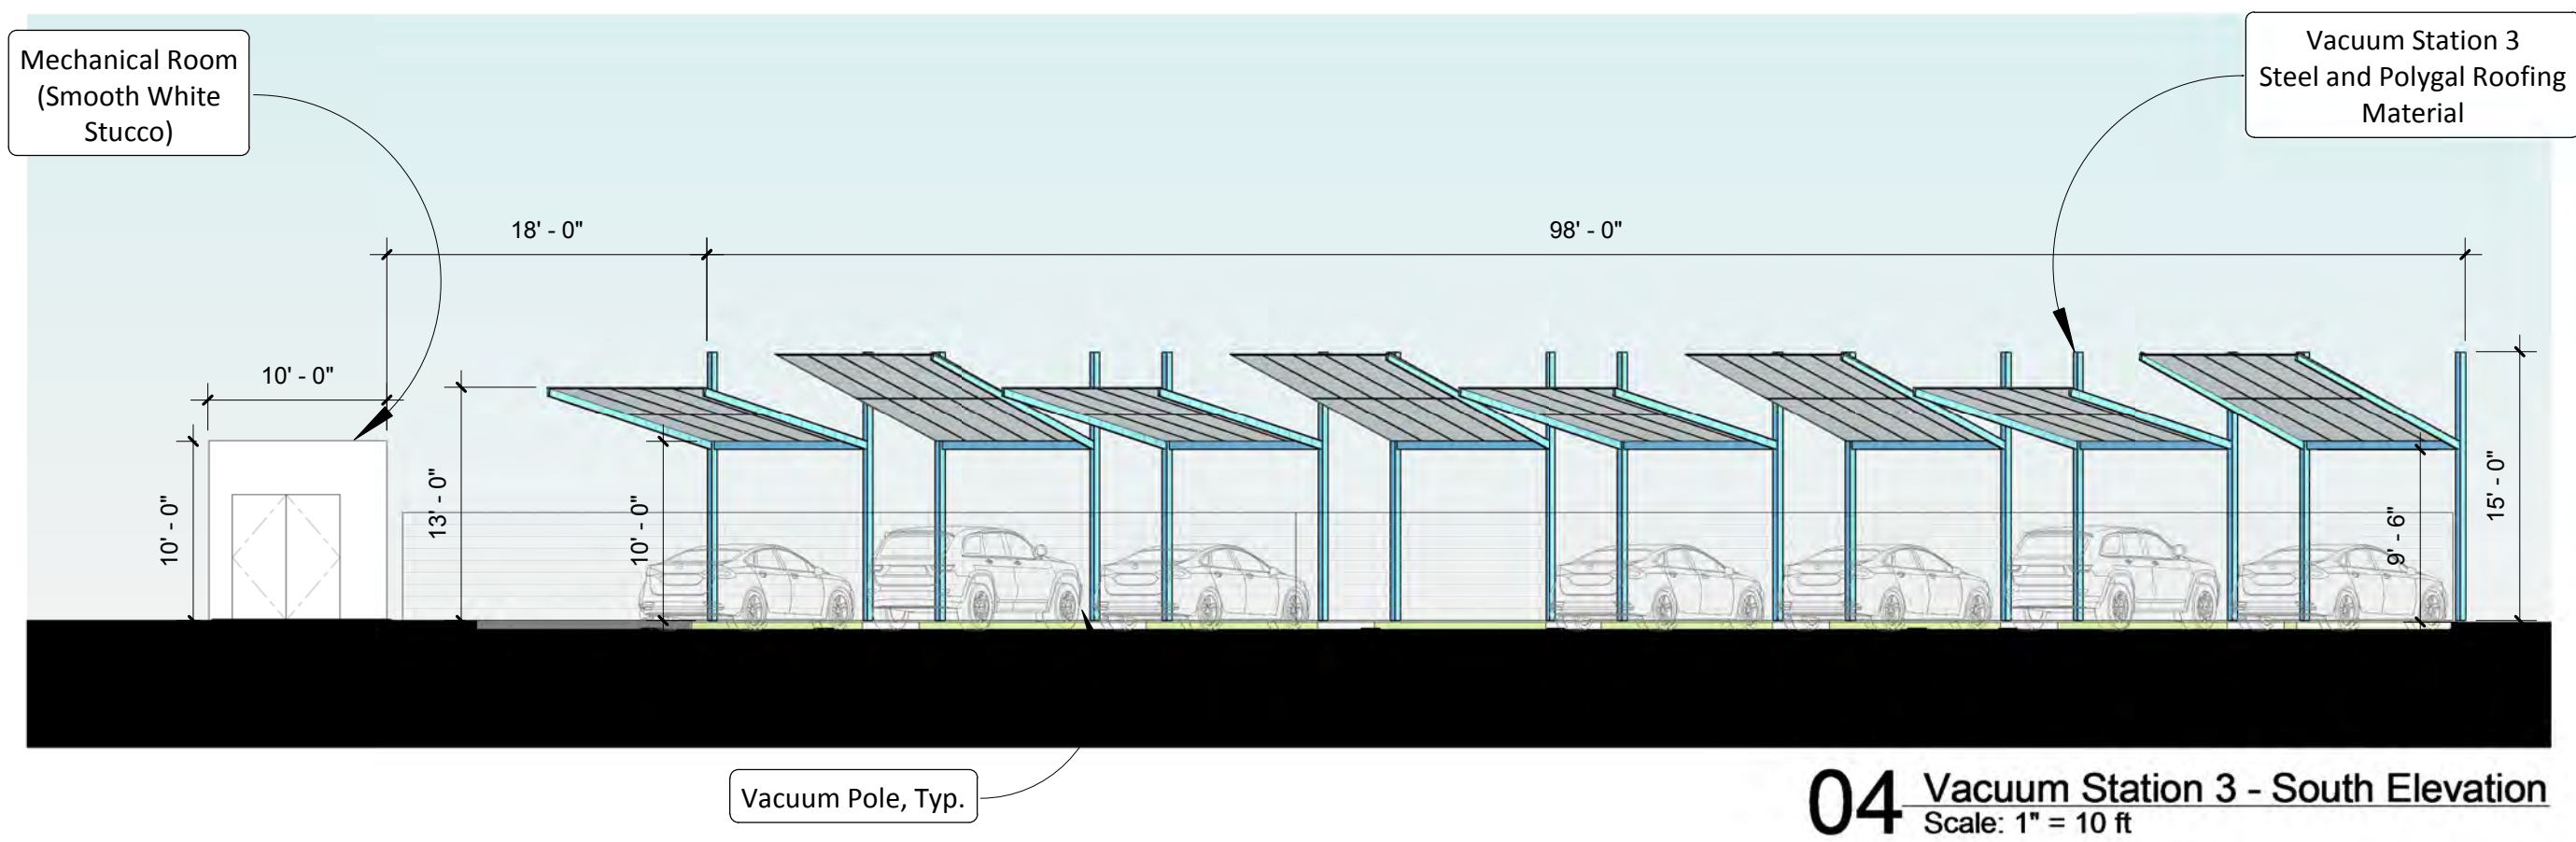 Mechanical Room
(Smooth White
Stucco)
Vacuum Station 3
Steel and Polygal Roofing
Material
18' - 0"
98' - 0"
10' - 0"
10' - 0"
13' - 0"
10' - 0"
9' - 6"
15' - 0"
Vacuum Pole, Typ.
04 Vacuum Station 3 - South Elevation
Scale: 1" = 10 ft